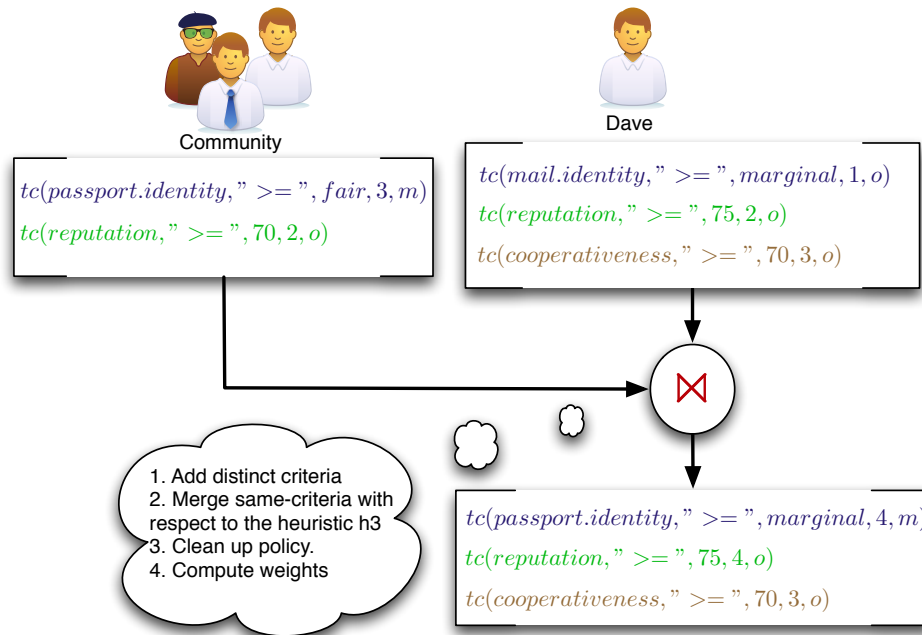 Community
Dave
tc(passport.identity, " >= ", fair, 3, m)
tc(reputation, " >= ", 70, 2, o)
tc(mail.identity, " >= ", marginal, 1, o)
tc(reputation, " >= ", 75, 2, o)
tc(cooperativeness, " >= ", 70, 3, o)
⋈
1. Add distinct criteria
2. Merge same-criteria with
respect to the heuristic h3
3. Clean up policy.
4. Compute weights
tc(passport.identity, " >= ", marginal, 4, m)
tc(reputation, " >= ", 75, 4, o)
tc(cooperativeness, " >= ", 70, 3, o)